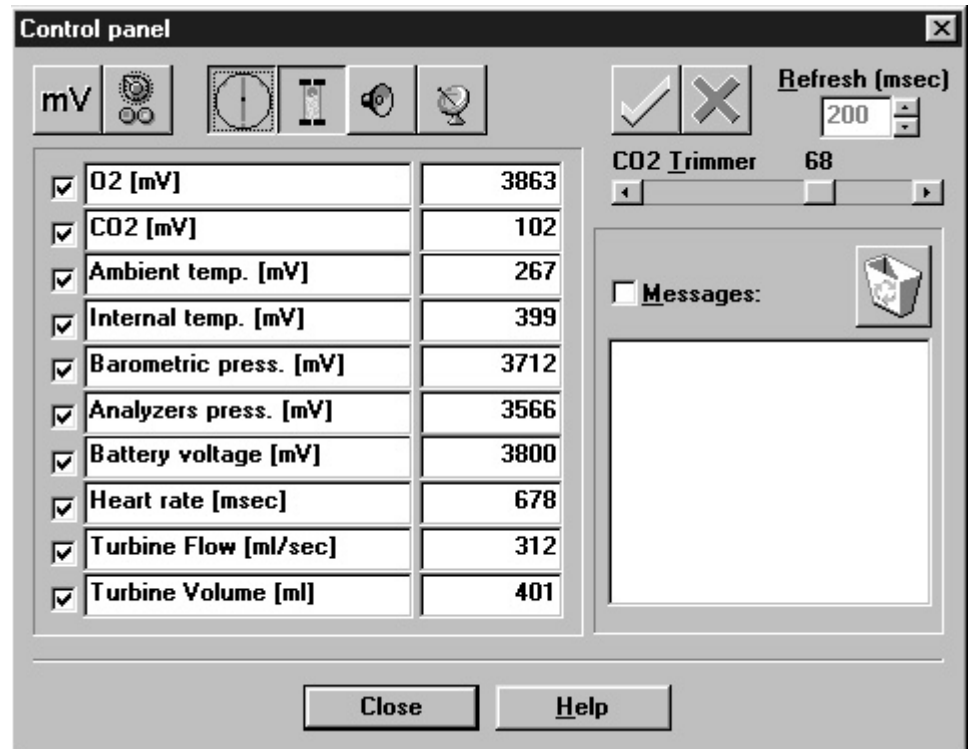 Control panel
mV
Refresh (msec)
200
CO2 Trimmer 68
O2 [mV] 3863
CO2 [mV] 102
Ambient temp. [mV] 267
Internal temp. [mV] 399
Barometric press. [mV] 3712
Analyzers press. [mV] 3566
Battery voltage [mV] 3800
Heart rate [msec] 678
Turbine Flow [ml/sec] 312
Turbine Volume [ml] 401
Messages:
Close
Help